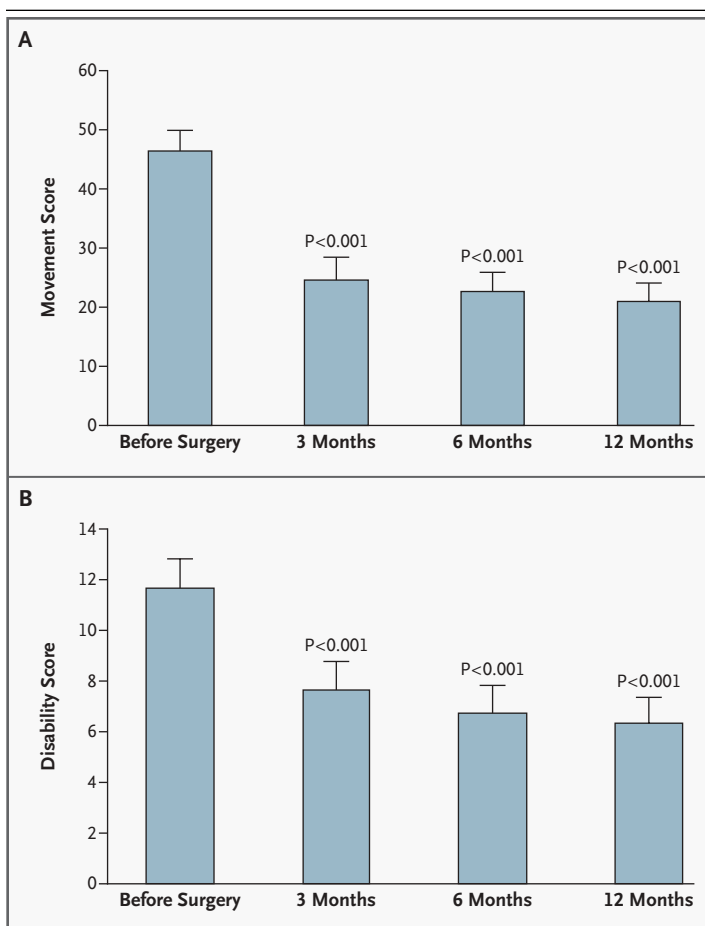 A
Movement Score
60
50
40
30
20
10
0
P<0.001
P<0.001
P<0.001
Before Surgery
3 Months
6 Months
12 Months
B
Disability Score
14
12
10
8
6
4
2
0
P<0.001
P<0.001
P<0.001
Before Surgery
3 Months
6 Months
12 Months